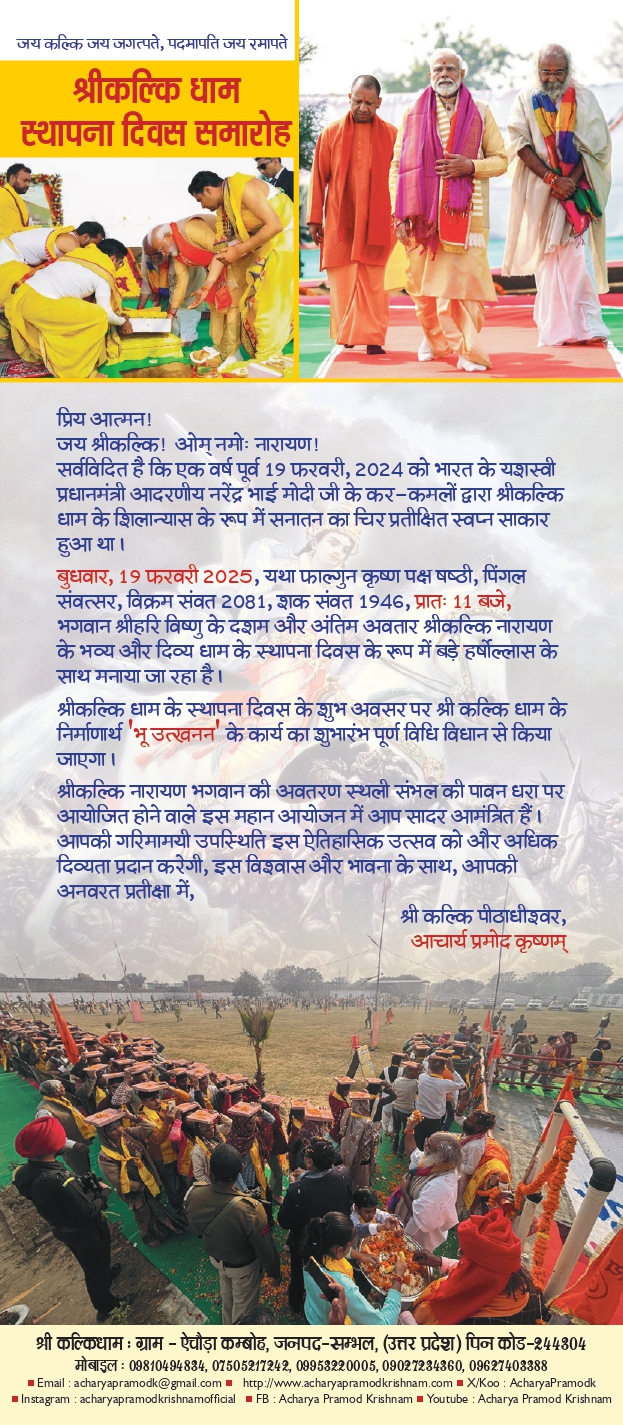 जय कल्कि जय जगत्पते, पदमापति जय रमापते
श्रीकल्कि धाम
स्थापना दिवस समारोह
प्रिय आत्मन!
जय श्रीकल्कि! ओम् नमोः नारायण!
सर्वविदित है कि एक वर्ष पूर्व 19 फरवरी, 2024 को भारत के यशस्वी
प्रधानमंत्री आदरणीय नरेंद्र भाई मोदी जी के कर-कमलों द्वारा श्रीकल्कि
धाम के शिलान्यास के रूप में सनातन का चिर प्रतीक्षित स्वप्न साकार
हुआ था।
बुधवार, 19 फरवरी 2025, यथा फाल्गुन कृष्ण पक्ष षष्ठी, पिंगल
संवत्सर, विक्रम संवत 2081, शक संवत 1946, प्रातः 11 बजे,
भगवान श्रीहरि विष्णु के दशम और अंतिम अवतार श्रीकल्कि नारायण
के भव्य और दिव्य धाम के स्थापना दिवस के रूप में बड़े हर्षोल्लास के
साथ मनाया जा रहा है।
श्रीकल्कि धाम के स्थापना दिवस के शुभ अवसर पर श्री कल्कि धाम के
निर्माणार्थ 'भू उत्खनन' के कार्य का शुभारंभ पूर्ण विधि विधान से किया
जाएगा।
श्रीकल्कि नारायण भगवान की अवतरण स्थली संभल की पावन धरा पर
आयोजित होने वाले इस महान आयोजन में आप सादर आमंत्रित हैं।
आपकी गरिमामयी उपस्थिति इस ऐतिहासिक उत्सव को और अधिक
दिव्यता प्रदान करेगी, इस विश्वास और भावना के साथ, आपकी
अनवरत प्रतीक्षा में,
श्री कल्कि पीठाधीश्वर,
आचार्य प्रमोद कृष्णम्
श्री कल्किधाम : ग्राम - ऐंचौड़ा कम्बोह, जनपद-सम्भल, (उत्तर प्रदेश) पिन कोड-२४४३०४
मोबाइल : 09810494834, 07505217242, 09953220005, 09027234360, 09627403388
Email : acharyapramodk@gmail.com http://www.acharyapramodkrishnam.com X/Koo : AcharyaPramodk
Instagram : acharyapramodkrishnamofficial FB : Acharya Pramod Krishnam Youtube : Acharya Pramod Krishnam